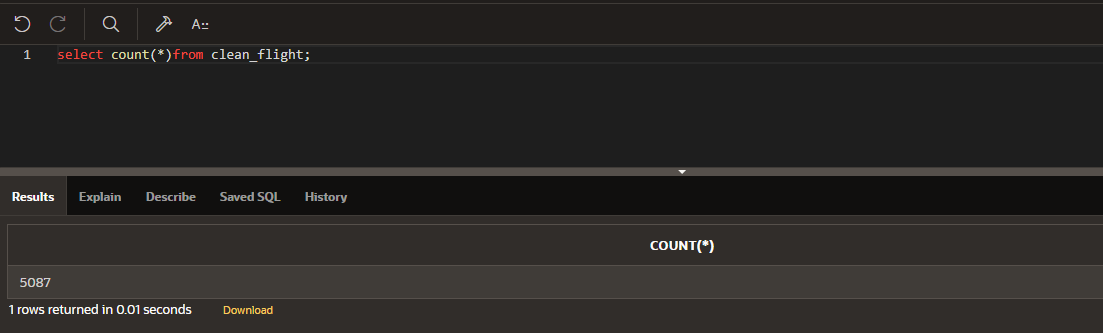 A::
1 select count(*)from clean_flight;
Results Explain Describe Saved SQL History
COUNT(*)
5087
1 rows returned in 0.01 seconds Download